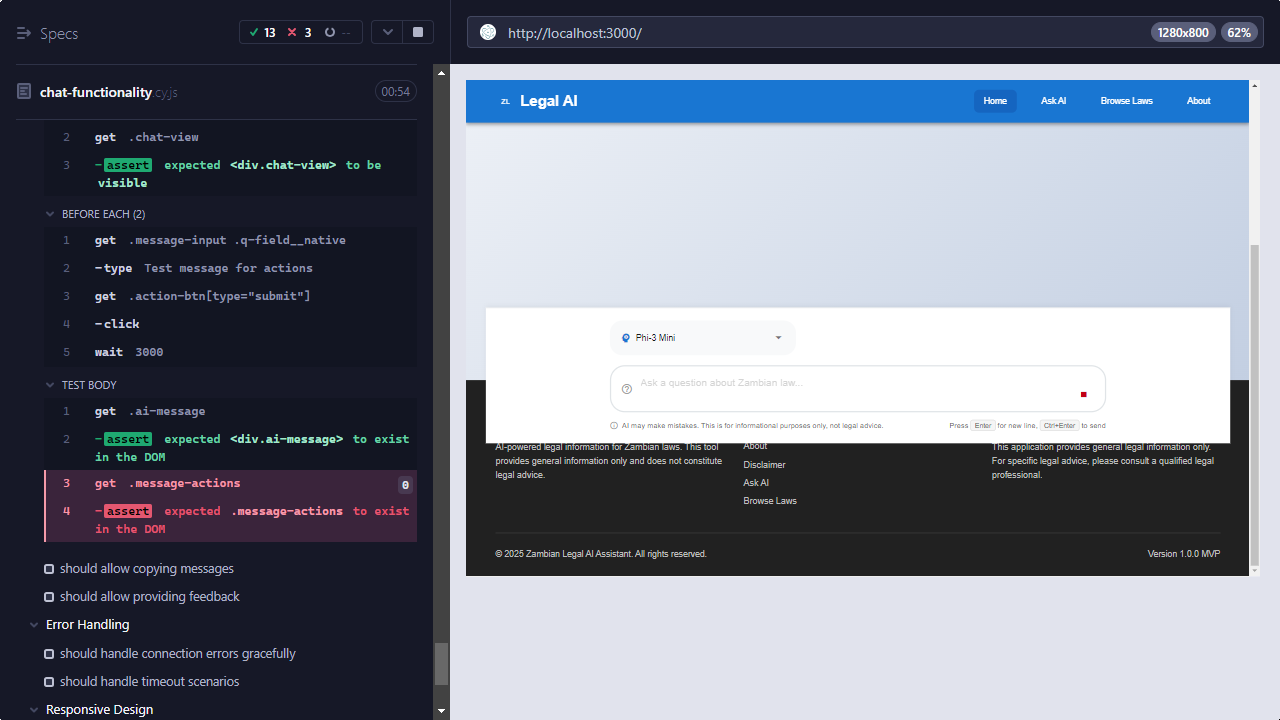 Specs
13
3
--
chat-functionality.cy.js
00:54
2 get .chat-view
3 -assert expected <div.chat-view> to be
visible
BEFORE EACH (2)
1 get .message-input .q-field__native
2 -type Test message for actions
3 get .action-btn[type="submit"]
4 -click
5 wait 3000
TEST BODY
1 get .ai-message
2 -assert expected <div.ai-message> to exist
in the DOM
3 get .message-actions 0
4 -assert expected .message-actions to exist
in the DOM
should allow copying messages
should allow providing feedback
Error Handling
should handle connection errors gracefully
should handle timeout scenarios
Responsive Design
http://localhost:3000/
1280x800
62%
ZL Legal AI
Home
Ask AI
Browse Laws
About
Phi-3 Mini
Ask a question about Zambian law...
AI may make mistakes. This is for informational purposes only, not legal advice.
Press Enter for new line, Ctrl+Enter to send
AI-powered legal information for Zambian laws. This tool
provides general information only and does not constitute
legal advice.
About
Disclaimer
Ask AI
Browse Laws
This application provides general legal information only.
For specific legal advice, please consult a qualified legal
professional.
© 2025 Zambian Legal AI Assistant. All rights reserved.
Version 1.0.0 MVP